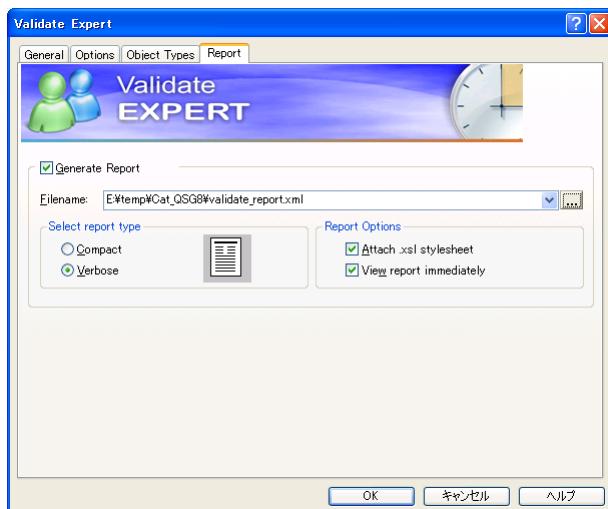 Validate Expert
General Options Object Types Report
Validate
EXPERT
Generate Report
Filename: E:¥temp¥Cat_QSG8¥validate_report.xml ...
Select report type Report Options
Compact Attach .xsl stylesheet
Verbose View report immediately
OK キャンセル ヘルプ